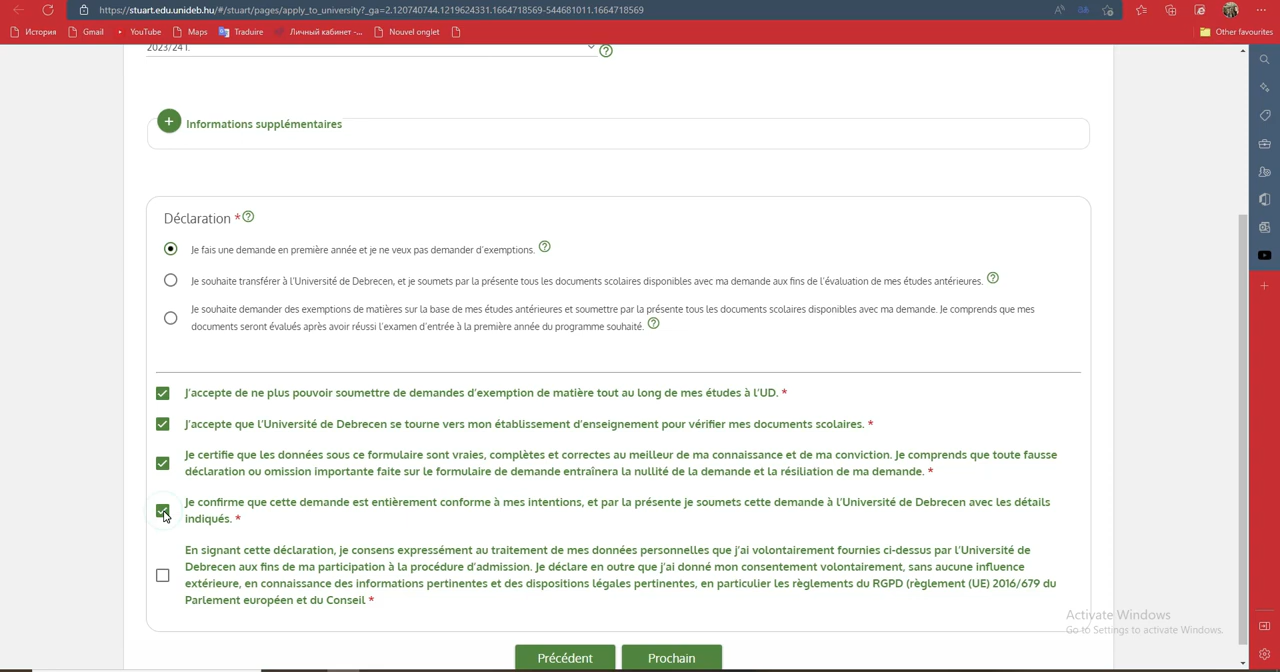 https://stuart.edu.unideb.hu/#/stuart/pages/apply_to_university?_ga=2.120740744.1219624331.1664718569-544681011.1664718569
История Gmail YouTube Maps Traduire Личный кабинет -... Nouvel onglet Other favourites
2023/24 I.
Informations supplémentaires
Déclaration *
Je fais une demande en première année et je ne veux pas demander d'exemptions.
Je souhaite transférer à l'Université de Debrecen, et je soumets par la présente tous les documents scolaires disponibles avec ma demande aux fins de l'évaluation de mes études antérieures.
Je souhaite demander des exemptions de matières sur la base de mes études antérieures et soumettre par la présente tous les documents scolaires disponibles avec ma demande. Je comprends que mes
documents seront évalués après avoir réussi l'examen d'entrée à la première année du programme souhaité.
J'accepte de ne plus pouvoir soumettre de demandes d'exemption de matière tout au long de mes études à l'UD. *
J'accepte que l'Université de Debrecen se tourne vers mon établissement d'enseignement pour vérifier mes documents scolaires. *
Je certifie que les données sous ce formulaire sont vraies, complètes et correctes au meilleur de ma connaissance et de ma conviction. Je comprends que toute fausse
déclaration ou omission importante faite sur le formulaire de demande entraînera la nullité de la demande et la résiliation de ma demande. *
Je confirme que cette demande est entièrement conforme à mes intentions, et par la présente je soumets cette demande à l'Université de Debrecen avec les détails
indiqués. *
En signant cette déclaration, je consens expressément au traitement de mes données personnelles que j'ai volontairement fournies ci-dessus par l'Université de
Debrecen aux fins de ma participation à la procédure d'admission. Je déclare en outre que j'ai donné mon consentement volontairement, sans aucune influence
extérieure, en connaissance des informations pertinentes et des dispositions légales pertinentes, en particulier les règlements du RGPD (règlement (UE) 2016/679 du
Parlement européen et du Conseil *
Activate Windows
Go to Settings to activate Windows.
Précédent Prochain